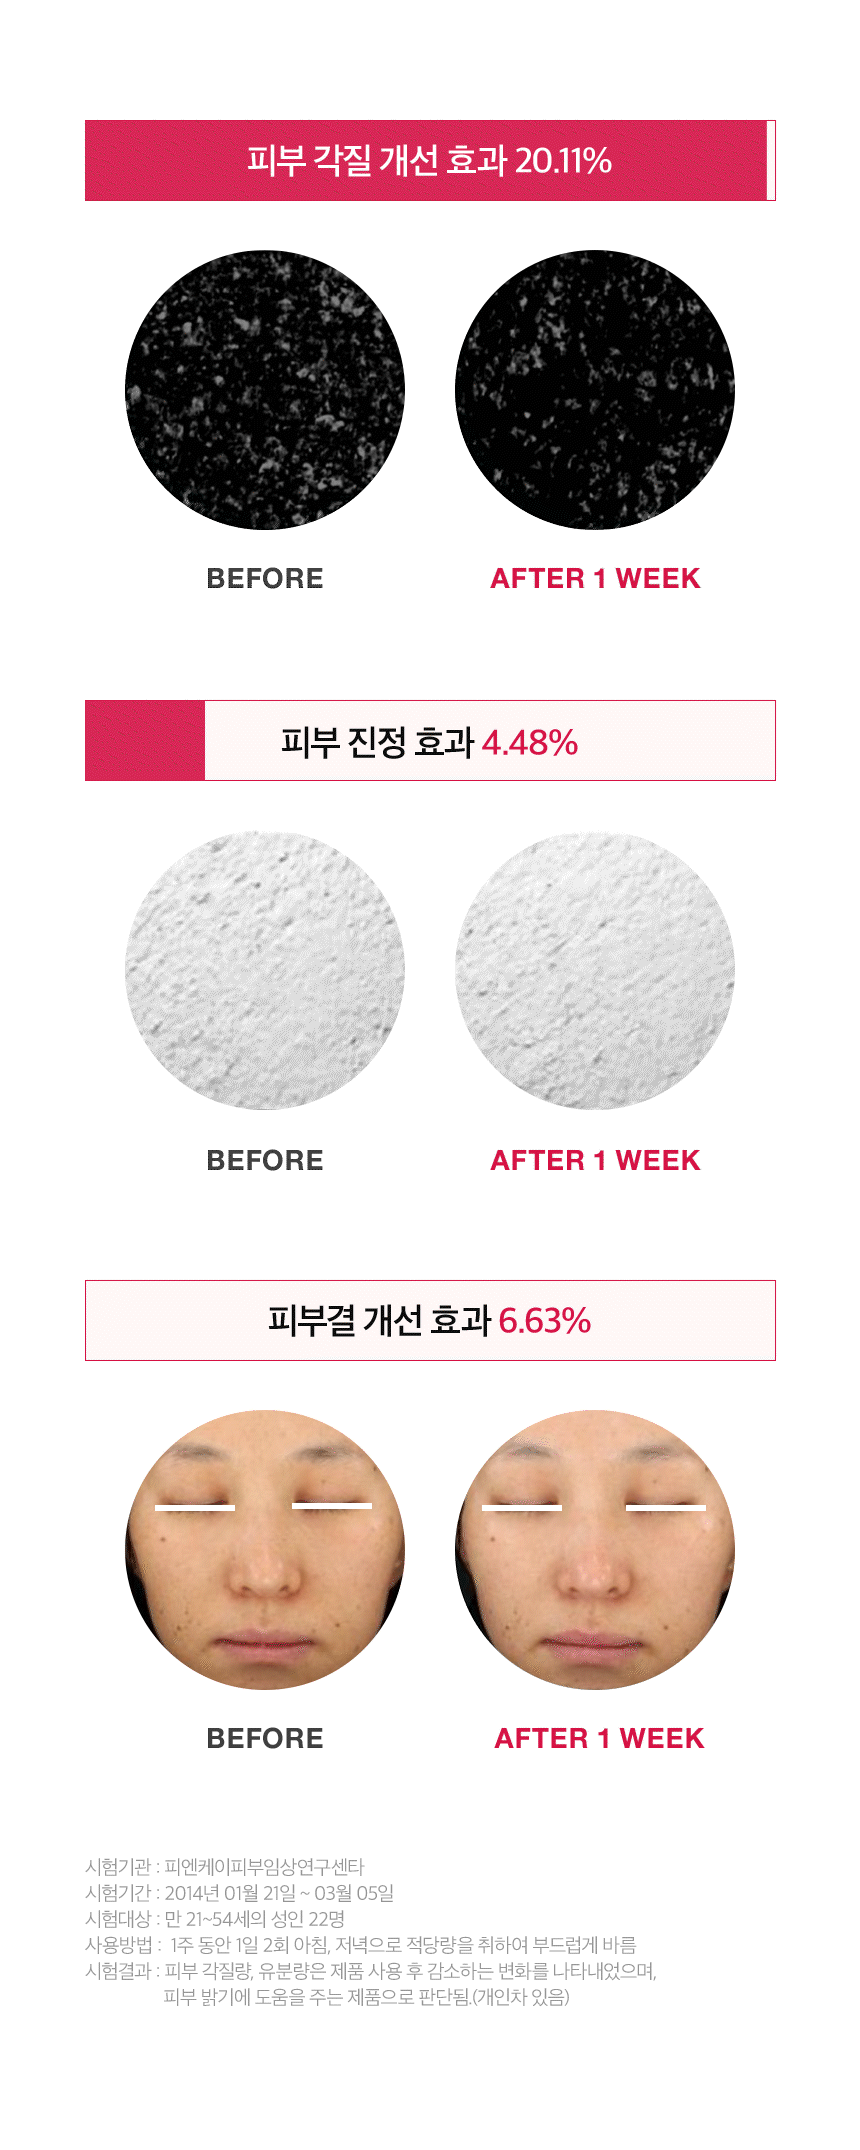 피부 각질 개선 효과 20.11%
BEFORE
AFTER 1 WEEK
피부 진정 효과 4.48%
BEFORE
AFTER 1 WEEK
피부결 개선 효과 6.63%
BEFORE
AFTER 1 WEEK
시험기관 : 피엔케이피부임상연구센타
시험기간 : 2014년 01월 21일 ~ 03월 05일
시험대상 : 만 21~54세의 성인 22명
사용방법 : 1주 동안 1일 2회 아침, 저녁으로 적당량을 취하여 부드럽게 바름
시험결과 : 피부 각질량, 유분량은 제품 사용 후 감소하는 변화를 나타내었으며,
피부 밝기에 도움을 주는 제품으로 판단됨.(개인차 있음)